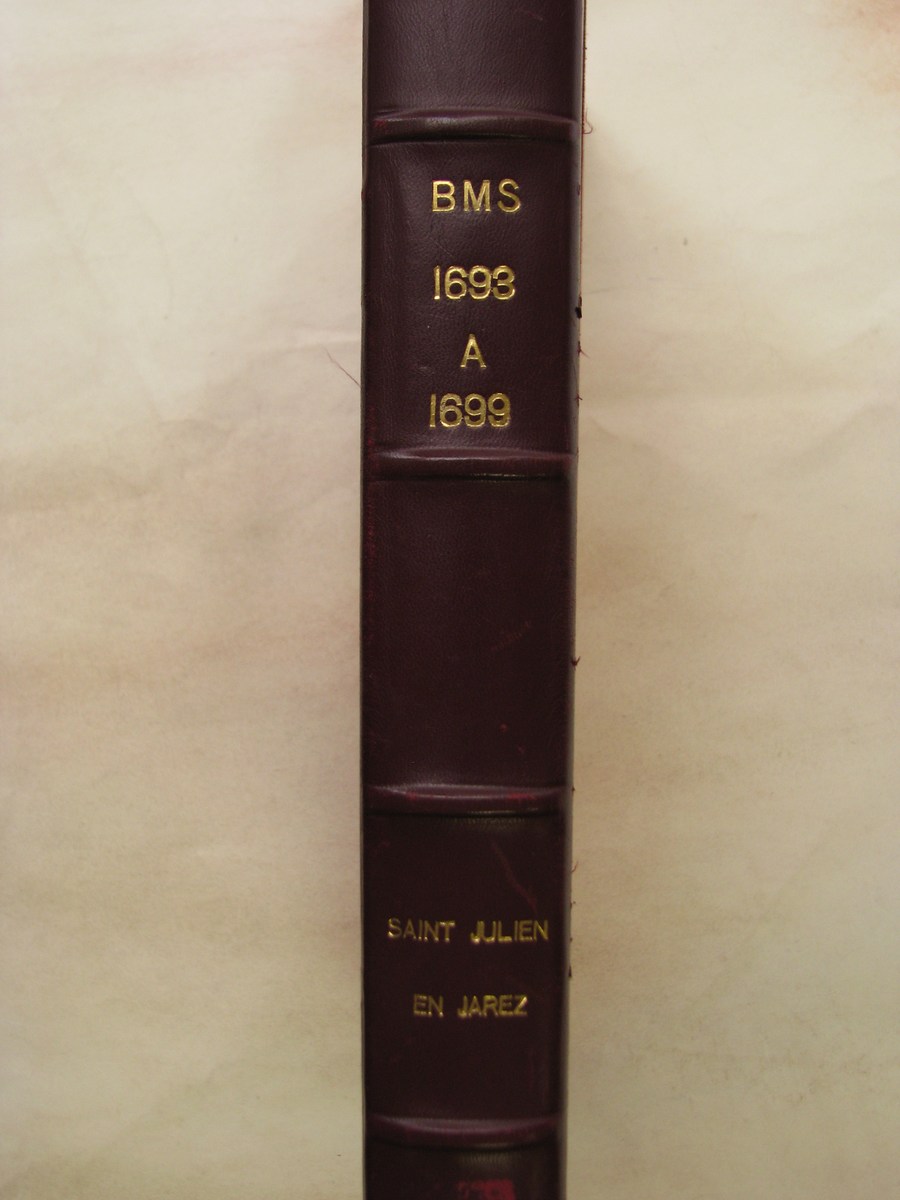 BMS
1693
A
1699
SAINT JULIEN
EN JAREZ